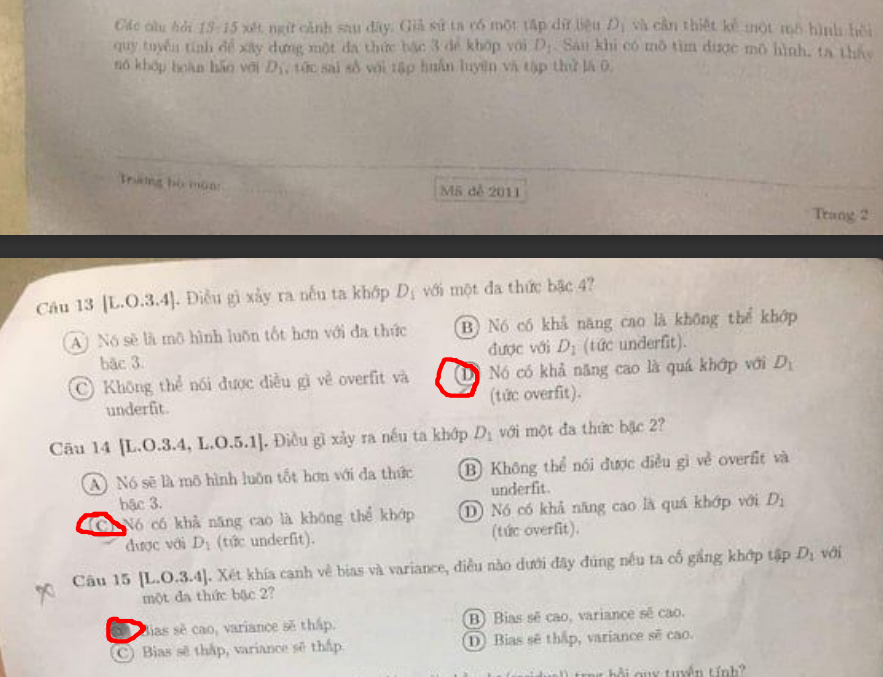 Các câu hỏi 13-15 xét ngữ cảnh sau đây. Giả sử ta có một tập dữ liệu D₁ và cần thiết kế một mô hình hồi
quy tuyến tính để xây dựng một đa thức bậc 3 để khớp với D₁. Sau khi có mô tìm được mô hình, ta thấy
nó khớp hoàn hảo với D₁, tức sai số với tập huấn luyện và tập thử là 0.
Trưởng bộ môn:
Mã đề 2011
Trang 2
Câu 13 [L.O.3.4]. Điều gì xảy ra nếu ta khớp D₁ với một đa thức bậc 4?
A Nó sẽ là mô hình luôn tốt hơn với đa thức
bậc 3.
B Nó có khả năng cao là không thể khớp
được với D₁ (tức underfit).
C Không thể nói được điều gì về overfit và
underfit.
D Nó có khả năng cao là quá khớp với D₁
(tức overfit).
Câu 14 [L.O.3.4, L.O.5.1]. Điều gì xảy ra nếu ta khớp D₁ với một đa thức bậc 2?
A Nó sẽ là mô hình luôn tốt hơn với đa thức
bậc 3.
B Không thể nói được điều gì về overfit và
underfit.
C Nó có khả năng cao là không thể khớp
được với D₁ (tức underfit).
D Nó có khả năng cao là quá khớp với D₁
(tức overfit).
Câu 15 [L.O.3.4]. Xét khía cạnh về bias và variance, điều nào dưới đây đúng nếu ta cố gắng khớp tập D₁ với
một đa thức bậc 2?
Bias sẽ cao, variance sẽ thấp.
B Bias sẽ cao, variance sẽ cao.
C Bias sẽ thấp, variance sẽ thấp.
D Bias sẽ thấp, variance sẽ cao.
(residual) trong hồi quy tuyến tính?